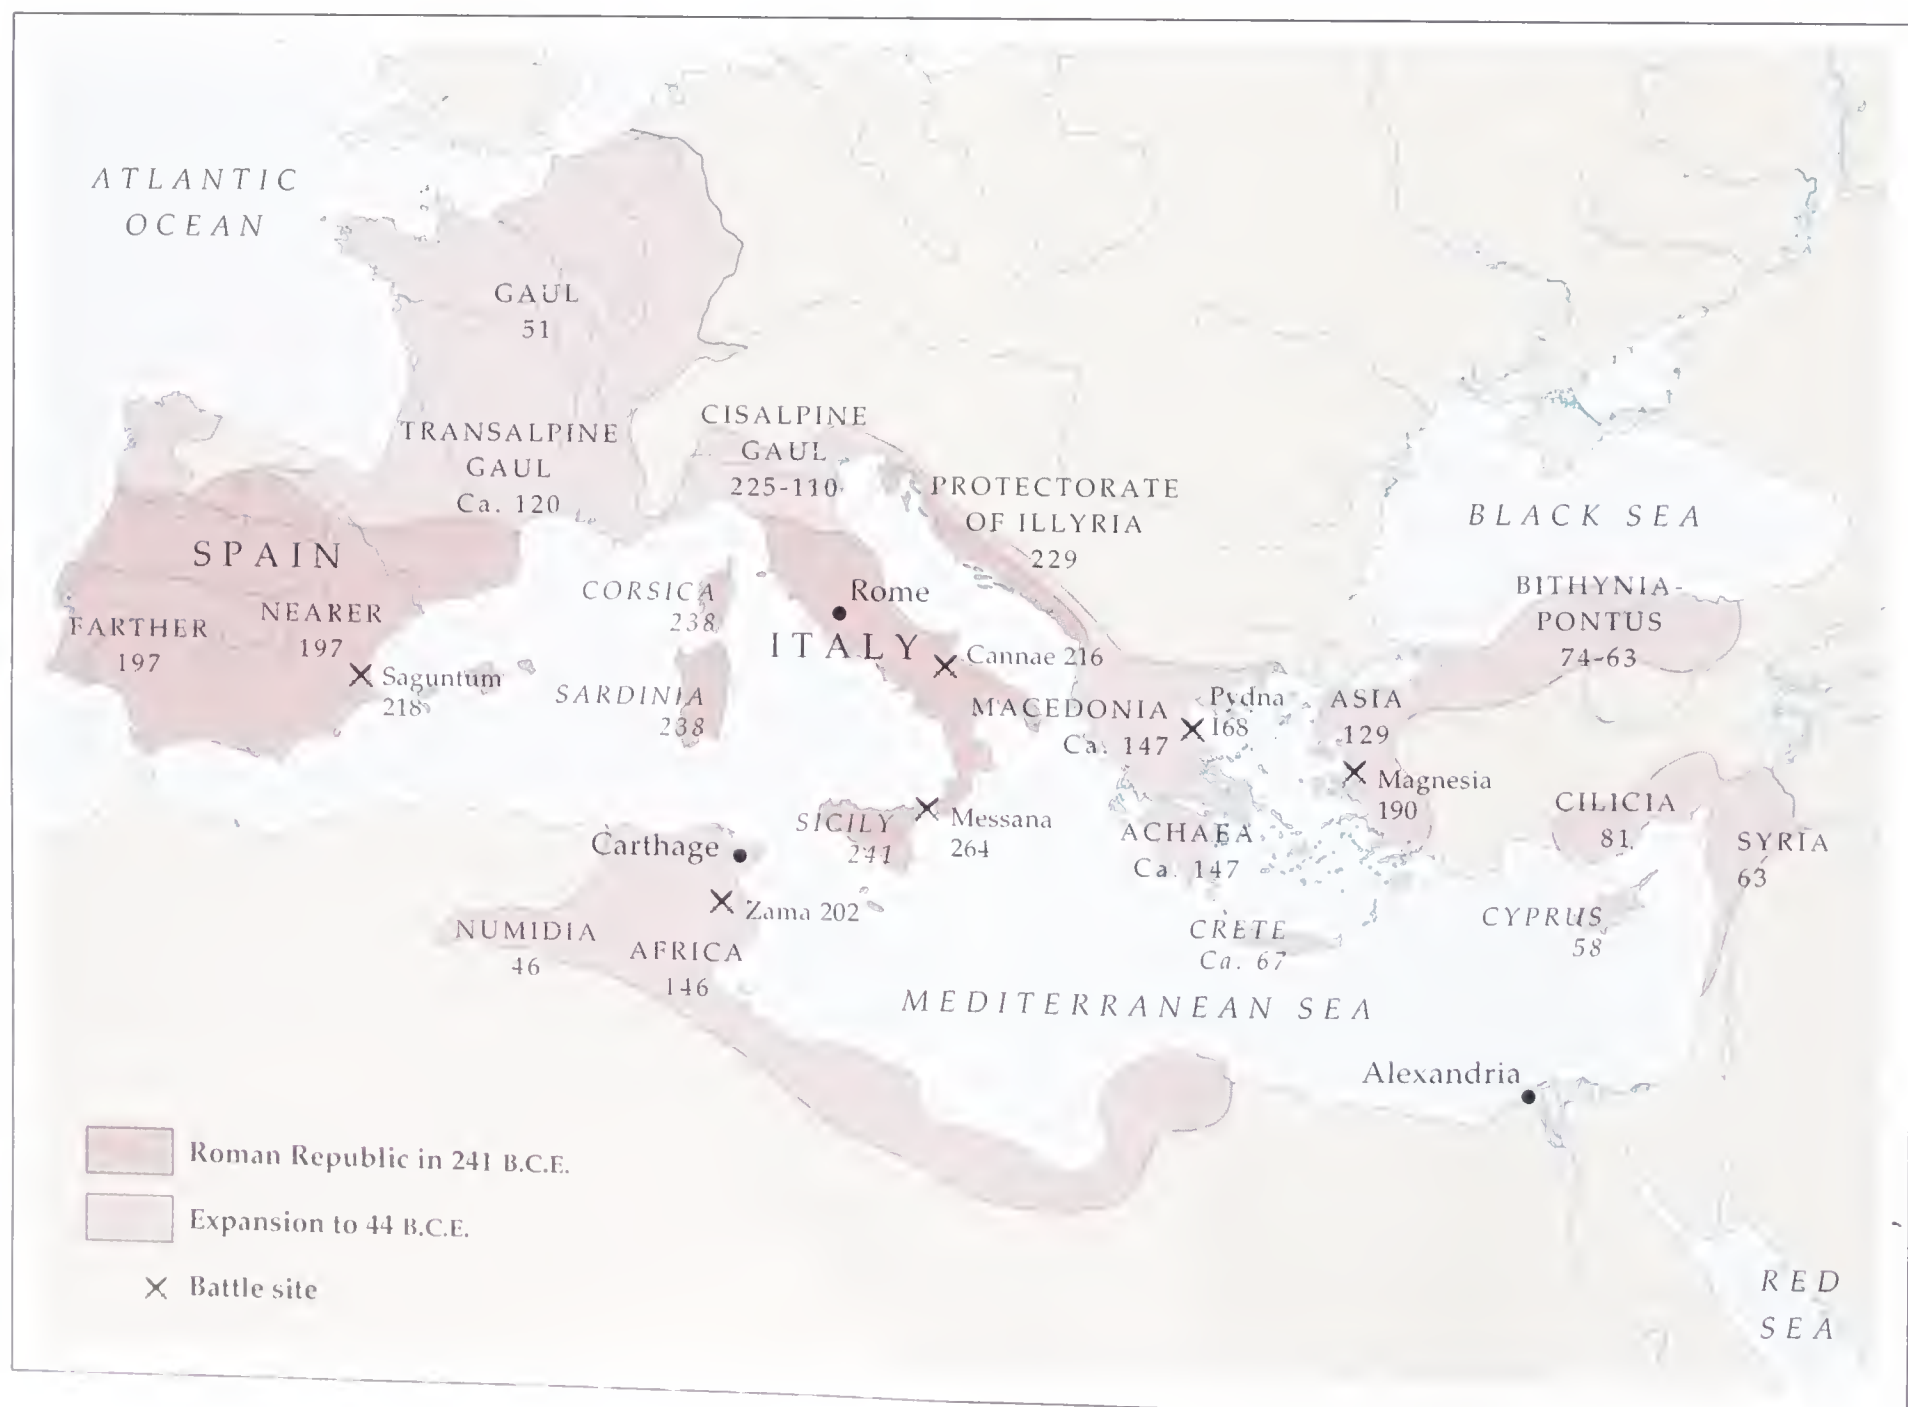 ATLANTIC
OCEAN
GAUL
51
TRANSALPINE
GAUL
Ca. 120
CISALPINE
GAUL
225-110
PROTECTORATE
OF ILLYRIA
229
BLACK SEA
SPAIN
FARTHER
197
NEARER
197
Saguntum
218
CORSICA
238
SARDINIA
238
Rome
ITALY
Cannae 216
BITHYNIA-
PONTUS
74-63
MACEDONIA
Ca. 147
Pydna
168
ASIA
129
Magnesia
190
CILICIA
81
SYRIA
63
SICILY
241
Messana
264
ACHAEA
Ca. 147
Carthage
Zama 202
NUMIDIA
46
AFRICA
146
CRETE
Ca. 67
CYPRUS
58
MEDITERRANEAN SEA
Alexandria
Roman Republic in 241 B.C.E.
Expansion to 44 B.C.E.
Battle site
RED
SEA